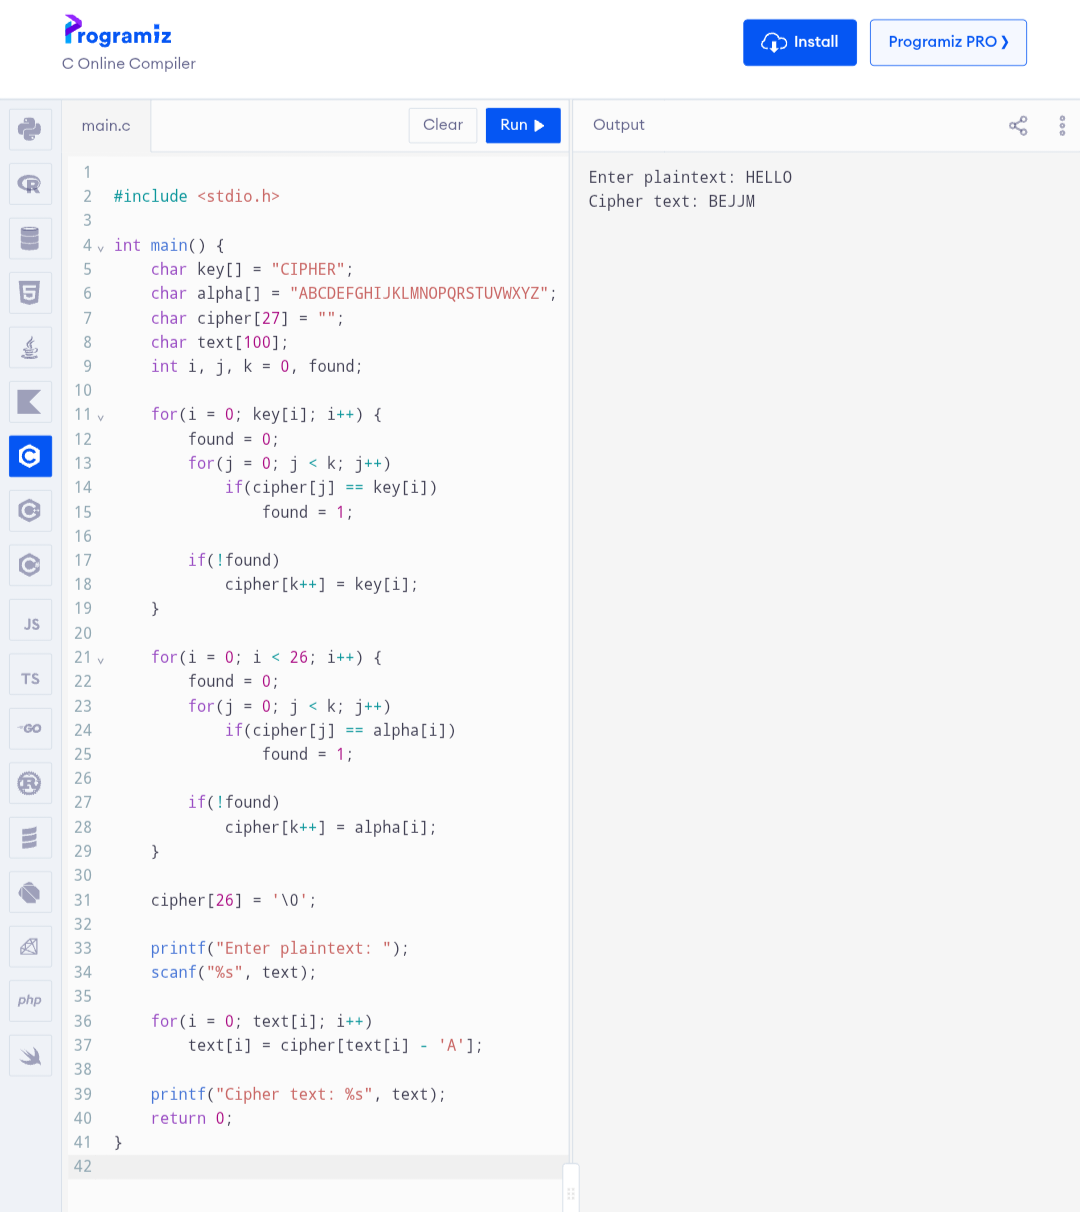 Programiz
C Online Compiler
Install
Programiz PRO ❯
main.c
Clear
Run
Output
1
2 #include <stdio.h>
3
4 int main() {
5     char key[] = "CIPHER";
6     char alpha[] = "ABCDEFGHIJKLMNOPQRSTUVWXYZ";
7     char cipher[27] = "";
8     char text[100];
9     int i, j, k = 0, found;
10
11     for(i = 0; key[i]; i++) {
12         found = 0;
13         for(j = 0; j < k; j++)
14             if(cipher[j] == key[i])
15                 found = 1;
16
17         if(!found)
18             cipher[k++] = key[i];
19     }
20
21     for(i = 0; i < 26; i++) {
22         found = 0;
23         for(j = 0; j < k; j++)
24             if(cipher[j] == alpha[i])
25                 found = 1;
26
27         if(!found)
28             cipher[k++] = alpha[i];
29     }
30
31     cipher[26] = '\0';
32
33     printf("Enter plaintext: ");
34     scanf("%s", text);
35
36     for(i = 0; text[i]; i++)
37         text[i] = cipher[text[i] - 'A'];
38
39     printf("Cipher text: %s", text);
40     return 0;
41 }
42
Enter plaintext: HELLO
Cipher text: BEJJM
JS
TS
GO
php